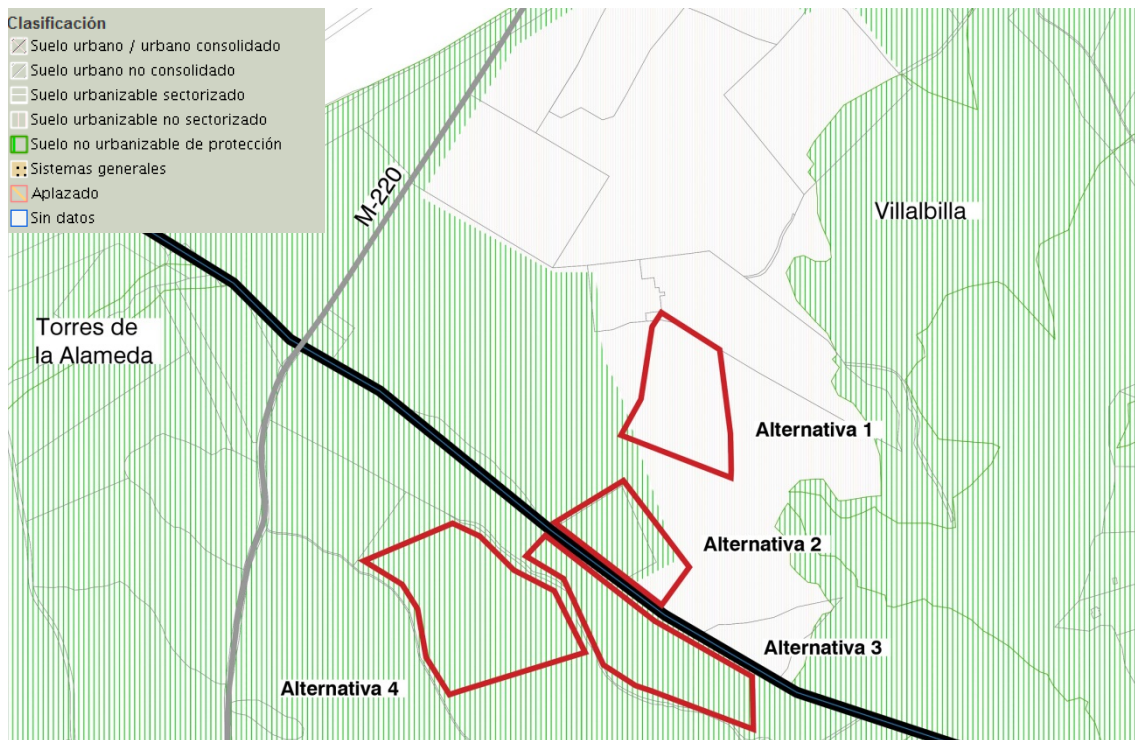 Clasificación
Suelo urbano / urbano consolidado
Suelo urbano no consolidado
Suelo urbanizable sectorizado
Suelo urbanizable no sectorizado
Suelo no urbanizable de protección
Sistemas generales
Aplazado
Sin datos
M-220
Villalbilla
Torres de
la Alameda
Alternativa 1
Alternativa 2
Alternativa 3
Alternativa 4